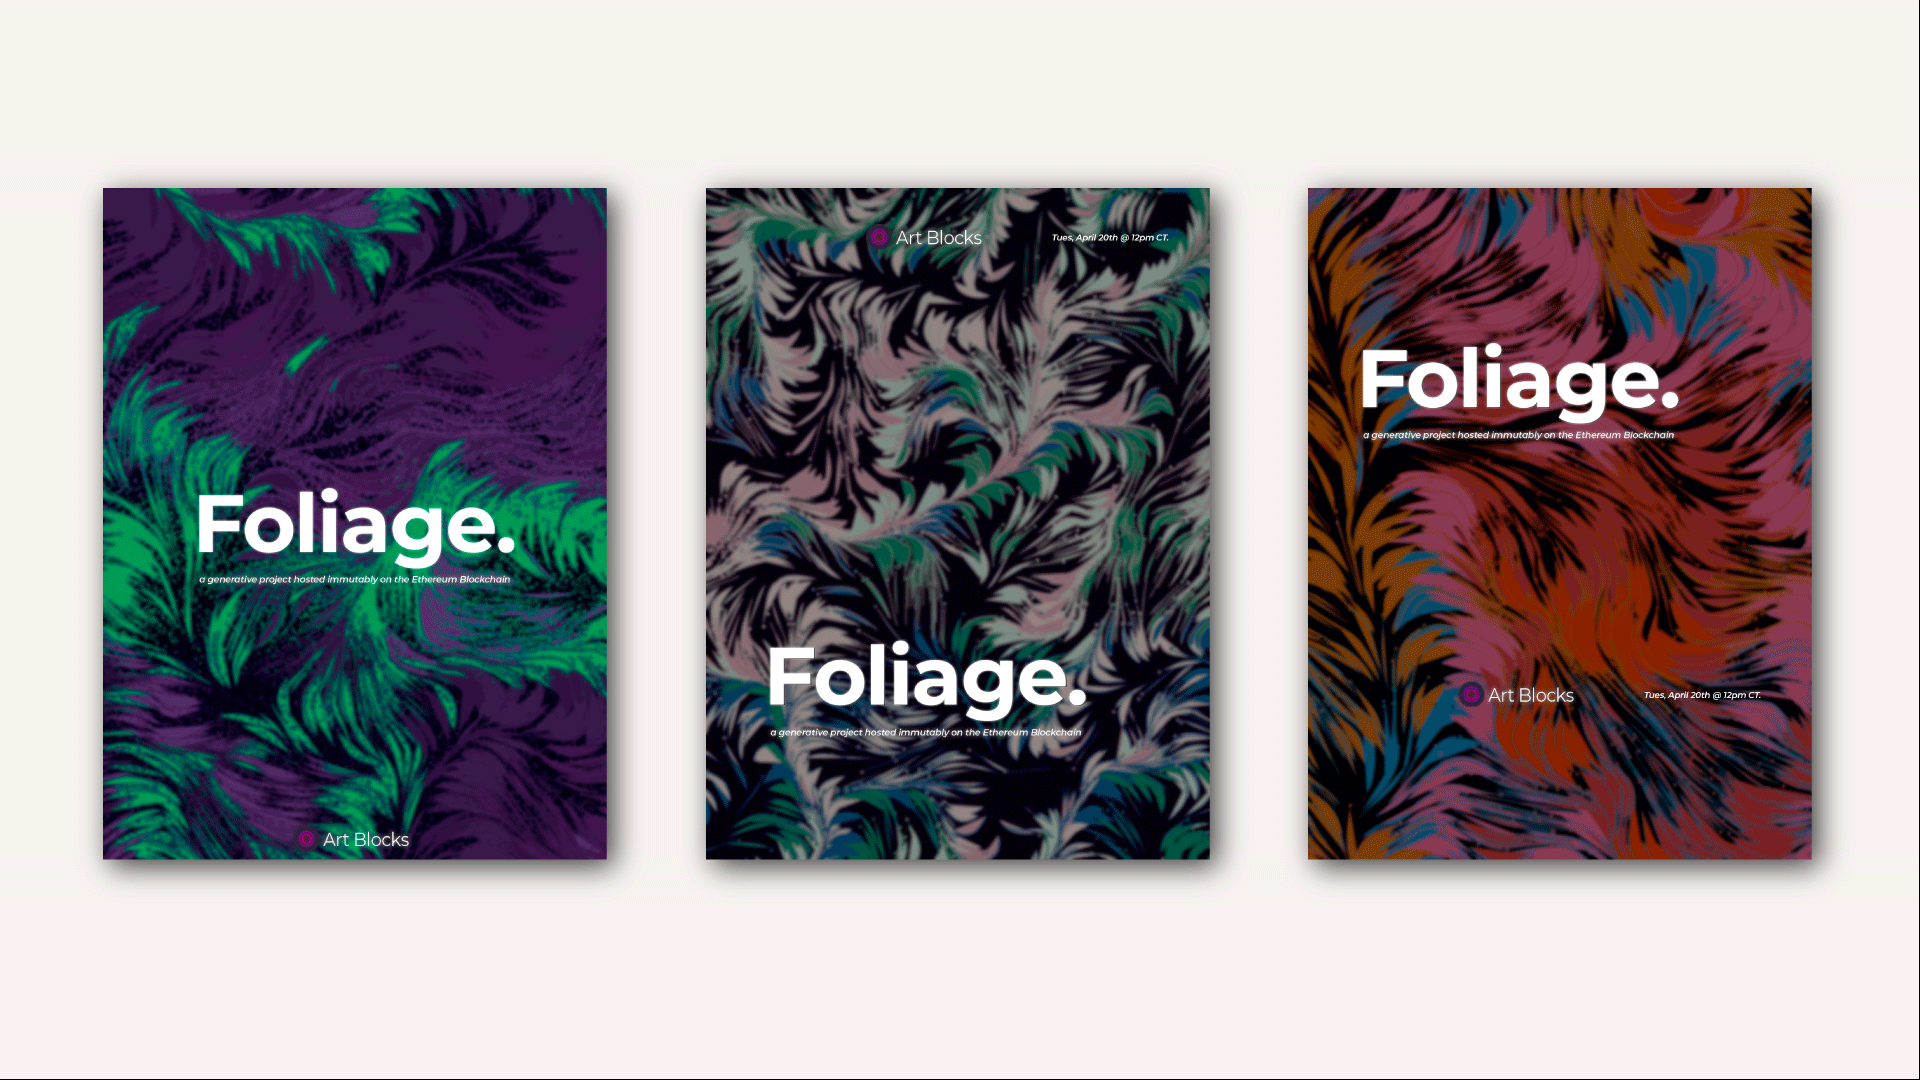 Foliage.
a generative project hosted immutably on the Ethereum Blockchain
Art Blocks
Art Blocks
Tues, April 20th @ 12pm CT.
Foliage.
a generative project hosted immutably on the Ethereum Blockchain
Foliage.
a generative project hosted immutably on the Ethereum Blockchain
Art Blocks
Tues, April 20th @ 12pm CT.